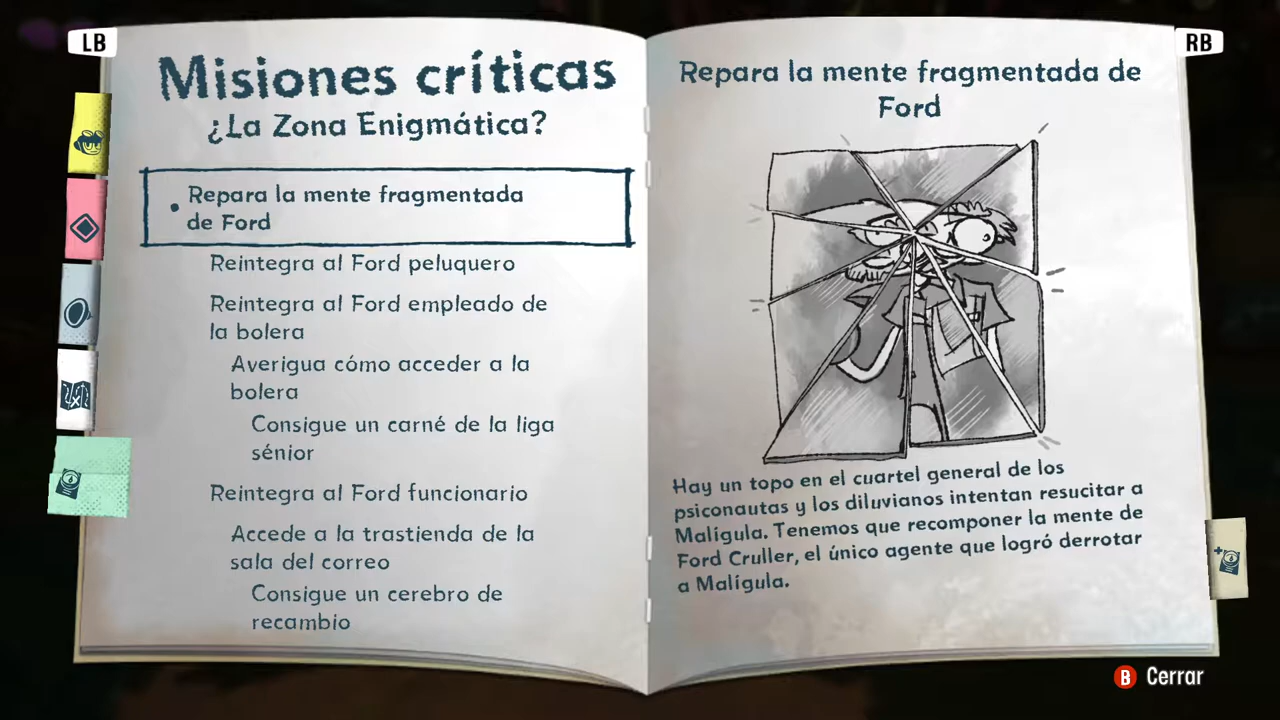 LB
RB
Misiones críticas
¿La Zona Enigmática?
• Repara la mente fragmentada
de Ford
Reintegra al Ford peluquero
Reintegra al Ford empleado de
la bolera
Averigua cómo acceder a la
bolera
Consigue un carné de la liga
sénior
Reintegra al Ford funcionario
Accede a la trastienda de la
sala del correo
Consigue un cerebro de
recambio
Repara la mente fragmentada de
Ford
Hay un topo en el cuartel general de los
psiconautas y los diluvianos intentan resucitar a
Malígula. Tenemos que recomponer la mente de
Ford Cruller, el único agente que logró derrotar
a Malígula.
B Cerrar